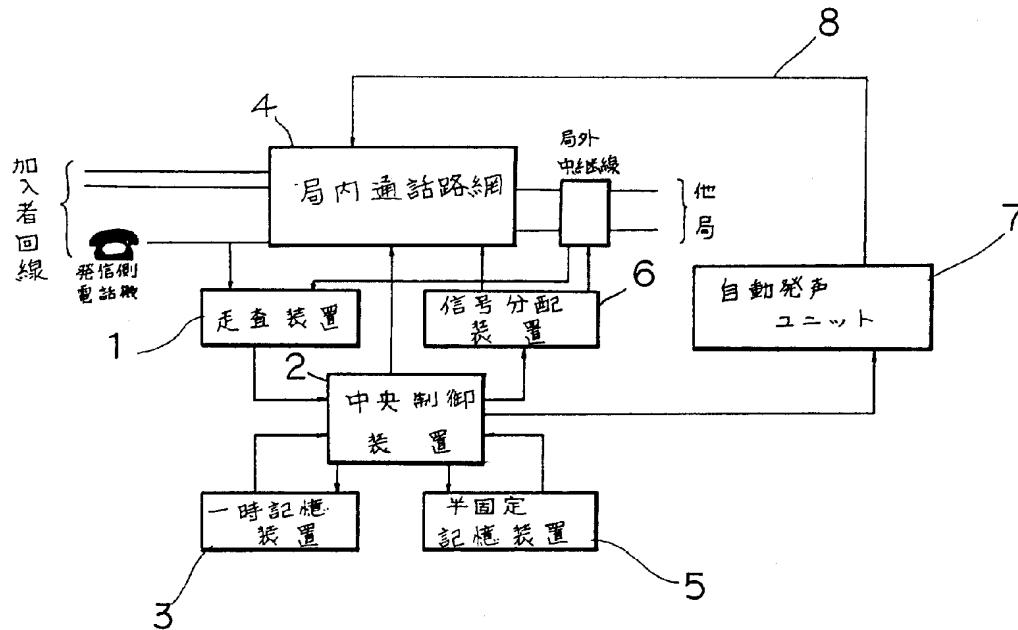 8
4
局外
中継線
加入者回線
局内通話路網
他局
7
発信側
電話機
6
自動発声
ユニット
走査装置
信号分配
装置
1
2
中央制御
装置
一時記憶
装置
半固定
記憶装置
3
5